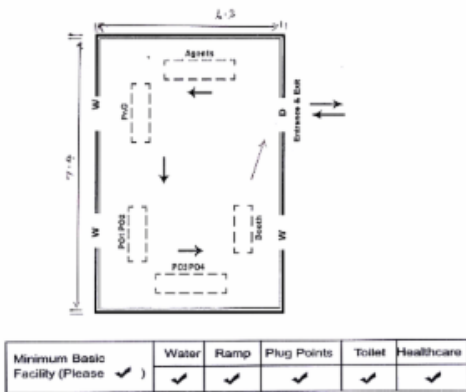 Agents
W
PrO
D
Entrance & Exit
W
PO1 PO2
Booth
W
PO3 PO4
Minimum Basic Facility (Please ✓ )
Water
Ramp
Plug Points
Toilet
Healthcare
✓ ✓ ✓ ✓ ✓